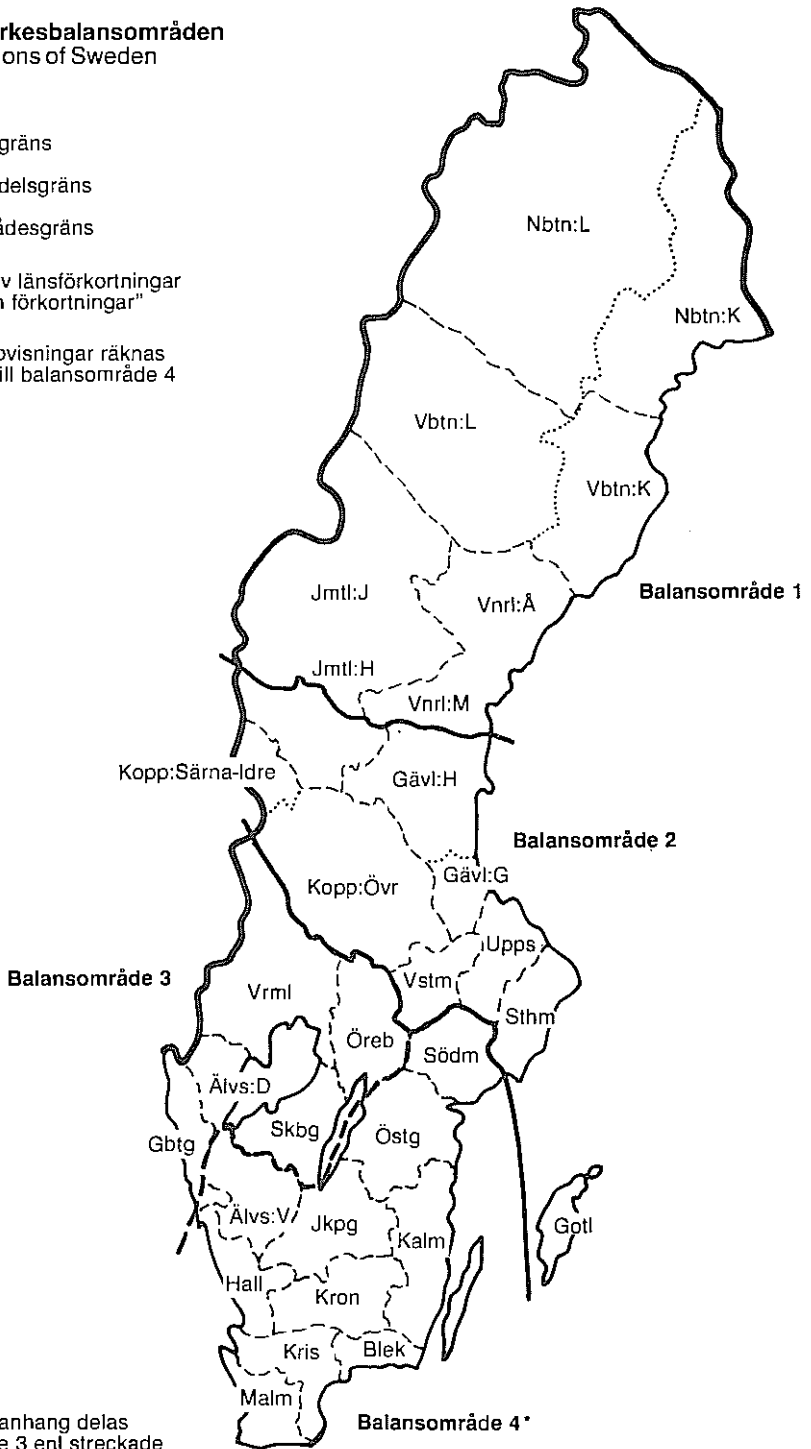 rkesbalansområden
ons of Sweden
gräns
delsgräns
ådesgräns
v länsförkortningar
n förkortningar"
ovisningar räknas
ill balansområde 4
Nbtn:L
Nbtn:K
Vbtn:L
Vbtn:K
Jmtl:J
Vnrl:Å
Balansområde 1
Jmtl:H
Vnrl:M
Kopp:Särna-Idre
Gävl:H
Balansområde 2
Gävl:G
Kopp:Övr
Upps
Balansområde 3
Vstm
Vrml
Sthm
Öreb
Södm
Älvs:D
Skbg
Östg
Gbtg
Älvs:V
Jkpg
Gotl
Kalm
Hall
Kron
Kris
Blek
Malm
anhang delas
Balansområde 4*
e 3 enl streckade